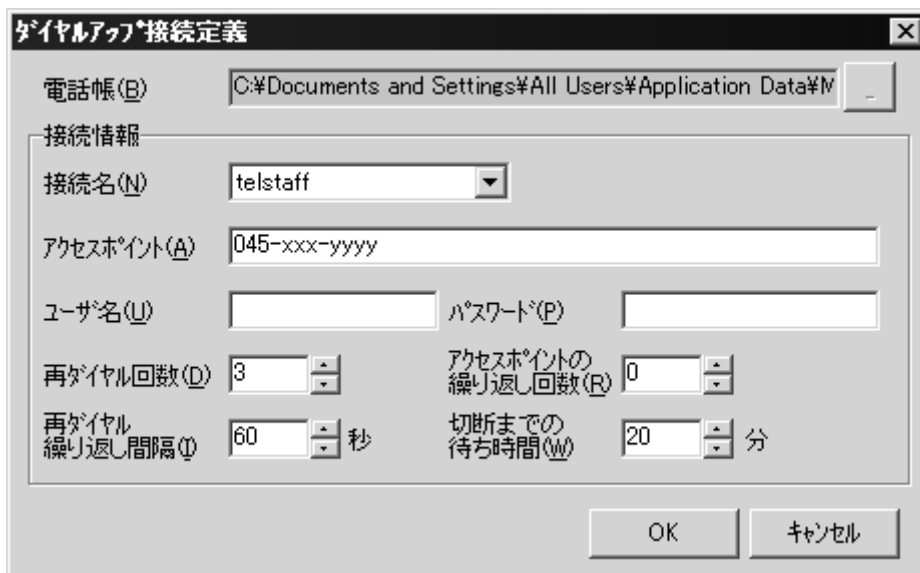 ダイヤルアップ接続定義
電話帳(B)
C:¥Documents and Settings¥All Users¥Application Data¥M
接続情報
接続名(N)
telstaff
アクセスポイント(A)
045-xxx-yyyy
ユーザ名(U)
パスワード(P)
再ダイヤル回数(D)
3
アクセスポイントの
繰り返し回数(R)
0
再ダイヤル
繰り返し間隔(I)
60
秒
切断までの
待ち時間(W)
20
分
OK
キャンセル